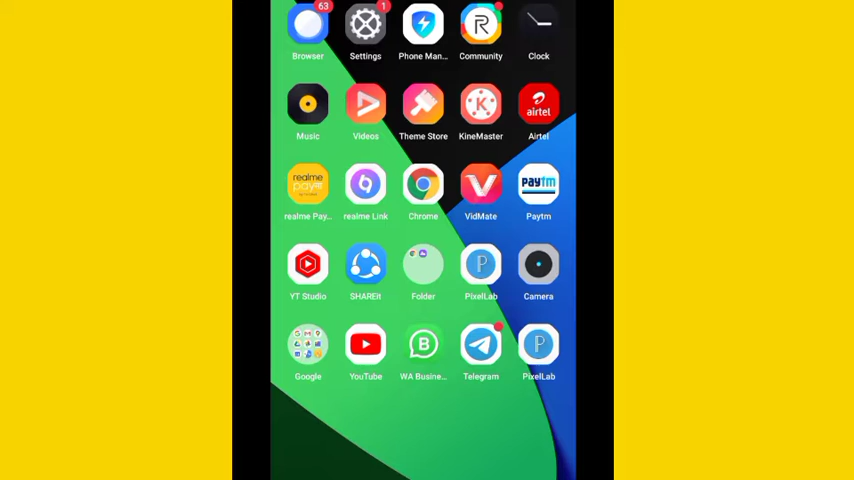 63
1
Browser
Settings
Phone Man...
Community
Clock
airtel
Music
Videos
Theme Store
KineMaster
Airtel
realme
paytm
realme Pay...
realme Link
Chrome
VidMate
Paytm
YT Studio
SHAREit
Folder
PixelLab
Camera
Google
YouTube
WA Busine...
Telegram
PixelLab